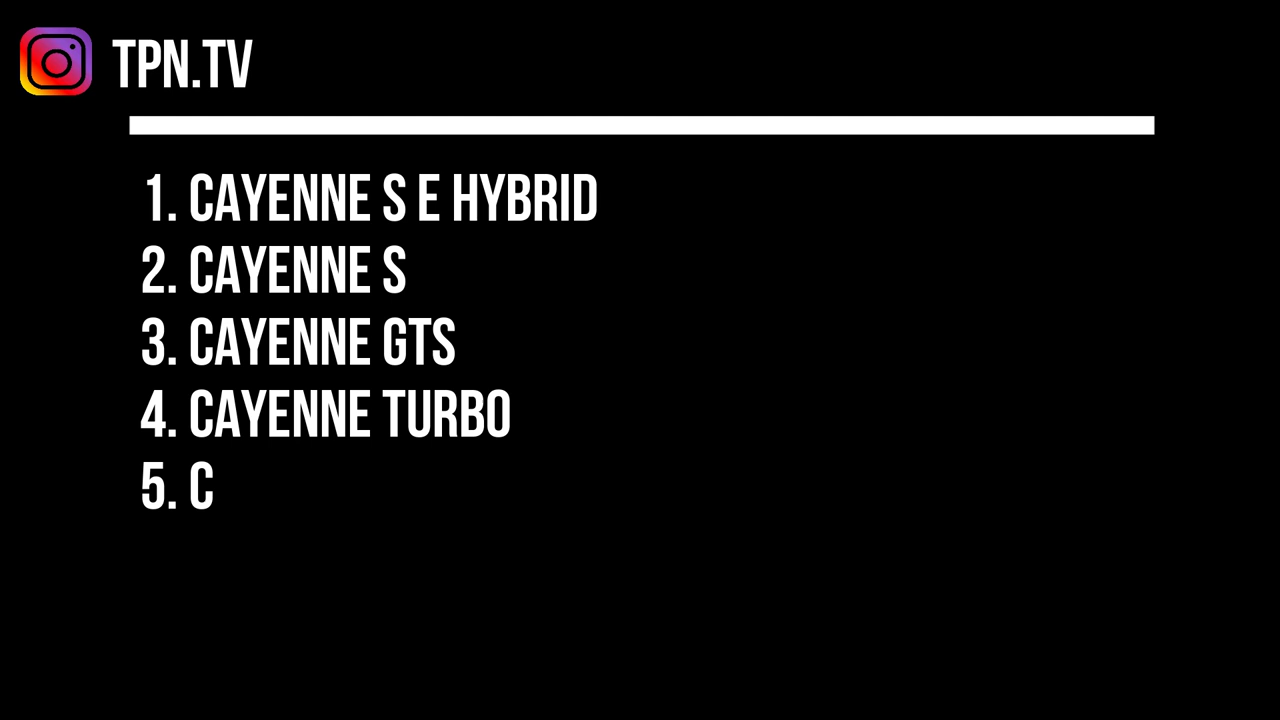 TPN.TV
1. CAYENNE S E HYBRID
2. CAYENNE S
3. CAYENNE GTS
4. CAYENNE TURBO
5. C